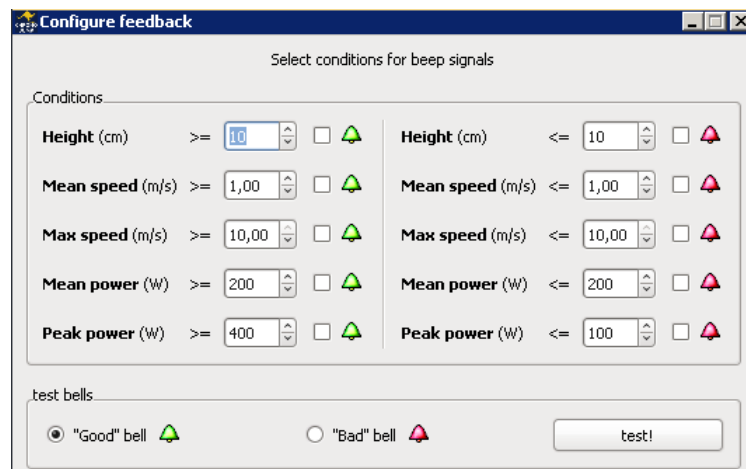 Configure feedback
Select conditions for beep signals
Conditions
Height (cm) >= 10 Height (cm) <= 10
Mean speed (m/s) >= 1,00 Mean speed (m/s) <= 1,00
Max speed (m/s) >= 10,00 Max speed (m/s) <= 10,00
Mean power (W) >= 200 Mean power (W) <= 200
Peak power (W) >= 400 Peak power (W) <= 100
test bells
"Good" bell "Bad" bell test!